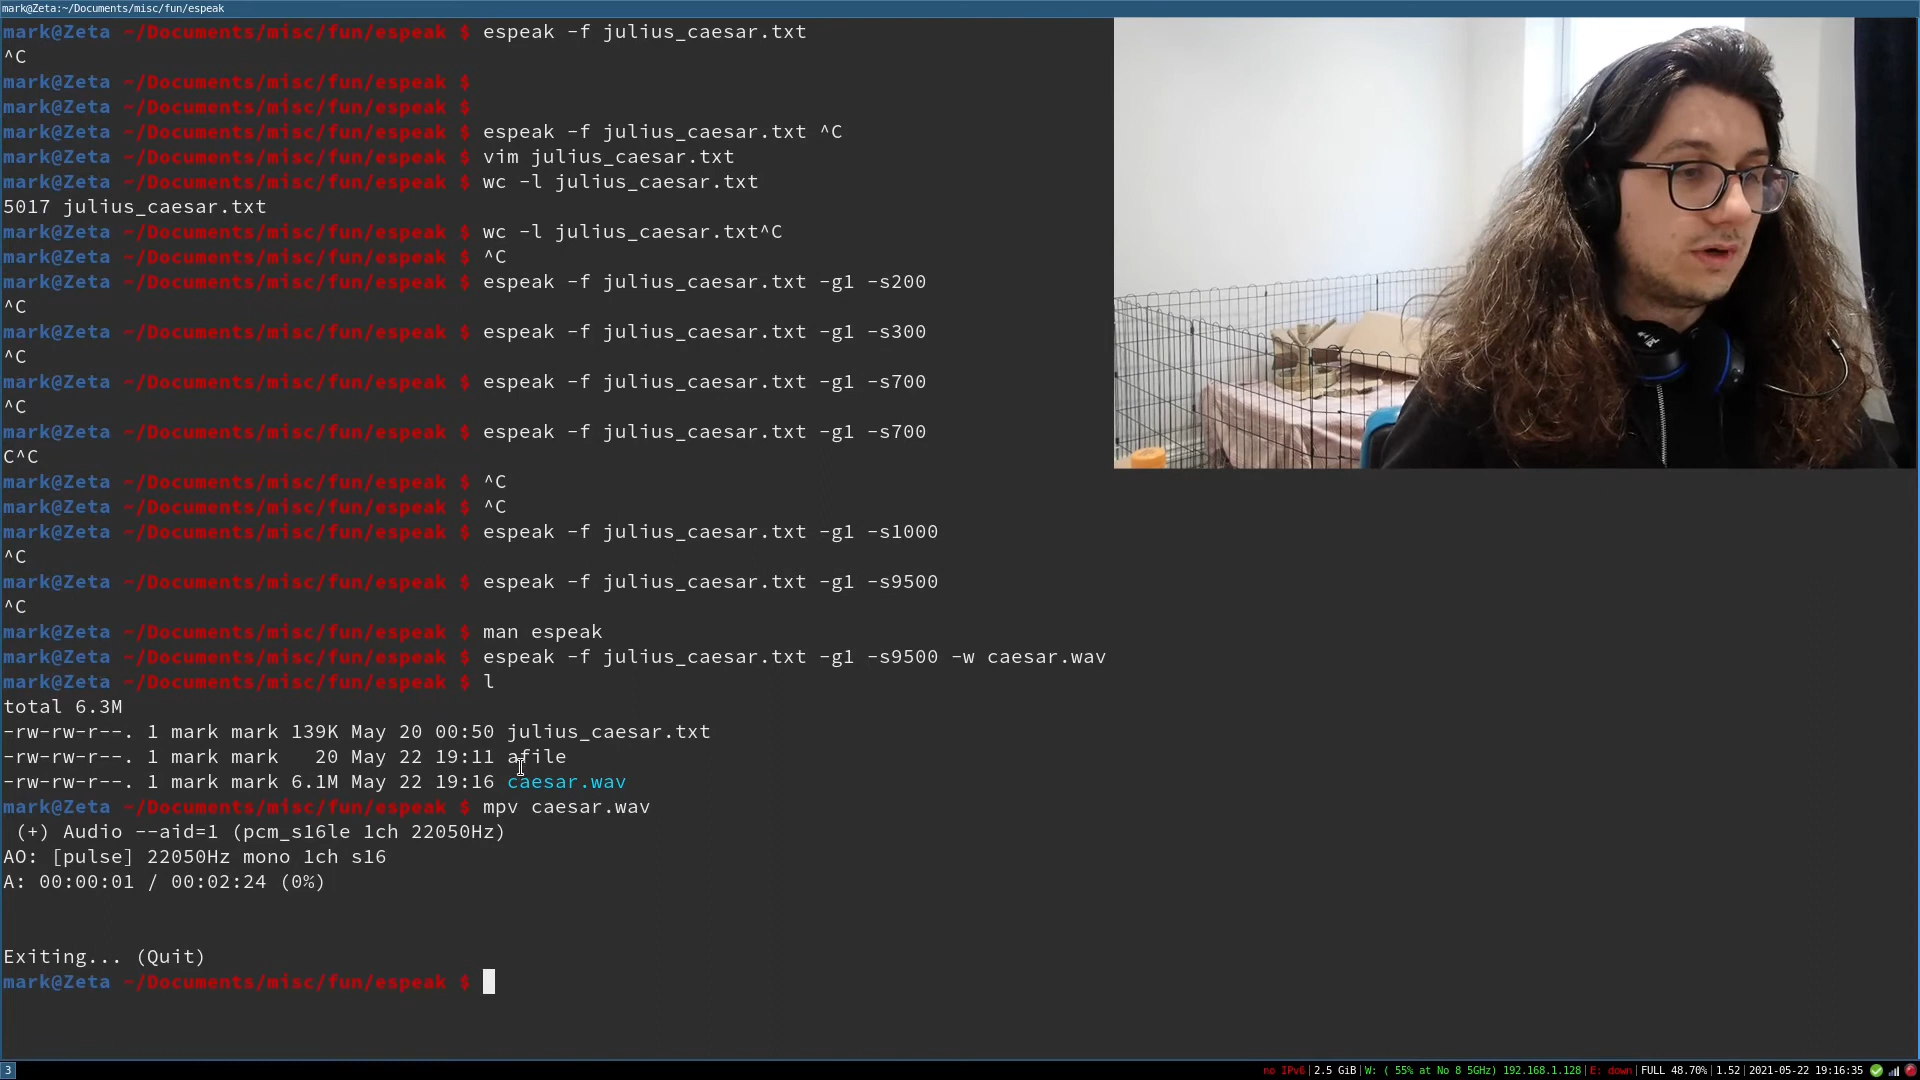 mark@Zeta:~/Documents/misc/fun/espeak
mark@Zeta ~/Documents/misc/fun/espeak $ espeak -f julius_caesar.txt
^C
mark@Zeta ~/Documents/misc/fun/espeak $
mark@Zeta ~/Documents/misc/fun/espeak $
mark@Zeta ~/Documents/misc/fun/espeak $ espeak -f julius_caesar.txt ^C
mark@Zeta ~/Documents/misc/fun/espeak $ vim julius_caesar.txt
mark@Zeta ~/Documents/misc/fun/espeak $ wc -l julius_caesar.txt
5017 julius_caesar.txt
mark@Zeta ~/Documents/misc/fun/espeak $ wc -l julius_caesar.txt^C
mark@Zeta ~/Documents/misc/fun/espeak $ ^C
mark@Zeta ~/Documents/misc/fun/espeak $ espeak -f julius_caesar.txt -g1 -s200
^C
mark@Zeta ~/Documents/misc/fun/espeak $ espeak -f julius_caesar.txt -g1 -s300
^C
mark@Zeta ~/Documents/misc/fun/espeak $ espeak -f julius_caesar.txt -g1 -s700
^C
mark@Zeta ~/Documents/misc/fun/espeak $ espeak -f julius_caesar.txt -g1 -s700
C^C
mark@Zeta ~/Documents/misc/fun/espeak $ ^C
mark@Zeta ~/Documents/misc/fun/espeak $ ^C
mark@Zeta ~/Documents/misc/fun/espeak $ espeak -f julius_caesar.txt -g1 -s1000
^C
mark@Zeta ~/Documents/misc/fun/espeak $ espeak -f julius_caesar.txt -g1 -s9500
^C
mark@Zeta ~/Documents/misc/fun/espeak $ man espeak
mark@Zeta ~/Documents/misc/fun/espeak $ espeak -f julius_caesar.txt -g1 -s9500 -w caesar.wav
mark@Zeta ~/Documents/misc/fun/espeak $ l
total 6.3M
-rw-rw-r--. 1 mark mark 139K May 20 00:50 julius_caesar.txt
-rw-rw-r--. 1 mark mark   20 May 22 19:11 afile
-rw-rw-r--. 1 mark mark 6.1M May 22 19:16 caesar.wav
mark@Zeta ~/Documents/misc/fun/espeak $ mpv caesar.wav
 (+) Audio --aid=1 (pcm_s16le 1ch 22050Hz)
AO: [pulse] 22050Hz mono 1ch s16
A: 00:00:01 / 00:02:24 (0%)
Exiting... (Quit)
mark@Zeta ~/Documents/misc/fun/espeak $
3 no IPv6|2.5 GiB|W: ( 55% at No 8 5GHz) 192.168.1.128|E: down|FULL 48.70%|1.52|2021-05-22 19:16:35